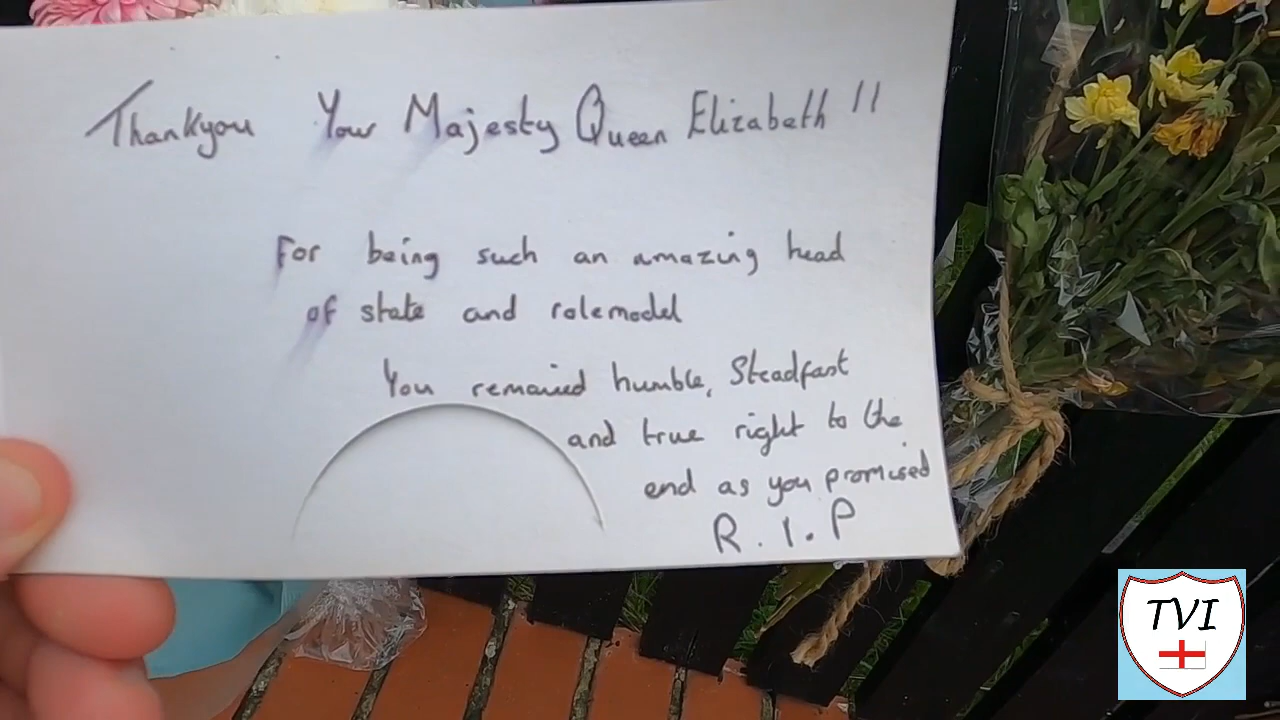 Thankyou Your Majesty Queen Elizabeth II
For being such an amazing head
of state and rolemodel
You remained humble, Steadfast
and true right to the
end as you promised
R.I.P
TVI